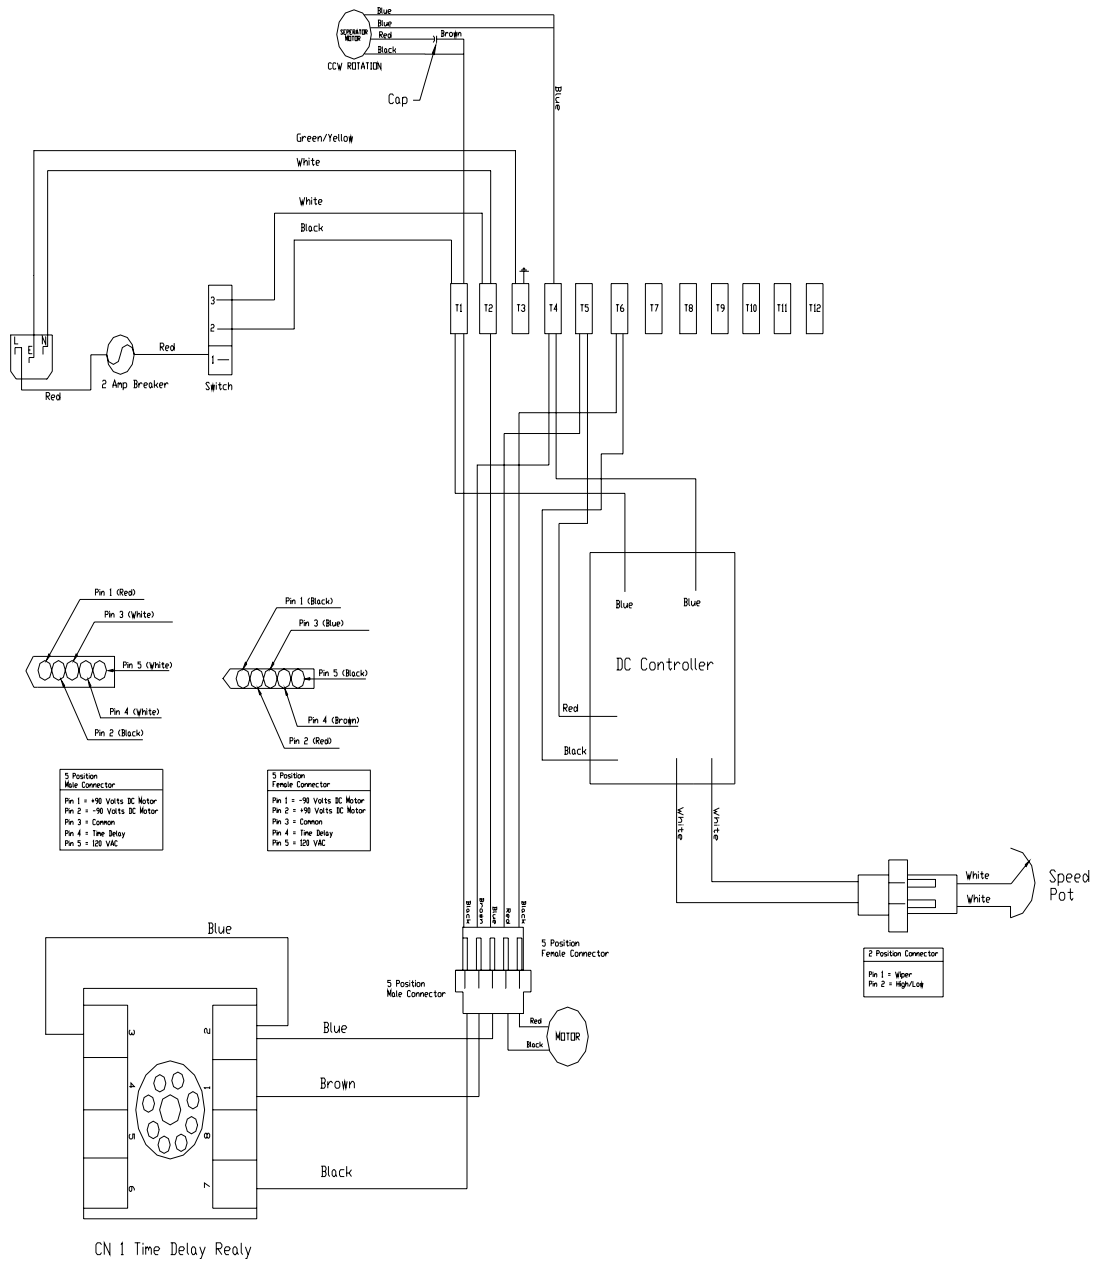 Blue
Blue
SEPERATOR
MOTOR
Red
Brown
Black
CCW ROTATION
Cap
Blue
Green/Yellow
White
White
Black
3
2
1
T1
T2
T3
T4
T5
T6
T7
T8
T9
T10
T11
T12
L
E
N
Red
Red
2 Amp Breaker
Switch
Pin 1 (Red)
Pin 3 (White)
Pin 5 (White)
Pin 4 (White)
Pin 2 (Black)
Pin 1 (Black)
Pin 3 (Blue)
Pin 5 (Black)
Pin 4 (Brown)
Pin 2 (Red)
Blue
Blue
DC Controller
Red
Black
White
White
5 Position
Male Connector
Pin 1 = +90 Volts DC Motor
Pin 2 = -90 Volts DC Motor
Pin 3 = Common
Pin 4 = Time Delay
Pin 5 = 120 VAC
5 Position
Female Connector
Pin 1 = -90 Volts DC Motor
Pin 2 = +90 Volts DC Motor
Pin 3 = Common
Pin 4 = Time Delay
Pin 5 = 120 VAC
White
White
Speed
Pot
2 Position Connector
Pin 1 = Wiper
Pin 2 = High/Low
Black
Brown
Blue
Red
Black
5 Position
Female Connector
5 Position
Male Connector
Red
Black
MOTOR
Blue
Blue
Brown
Black
3
4
5
6
2
1
8
7
CN 1 Time Delay Realy